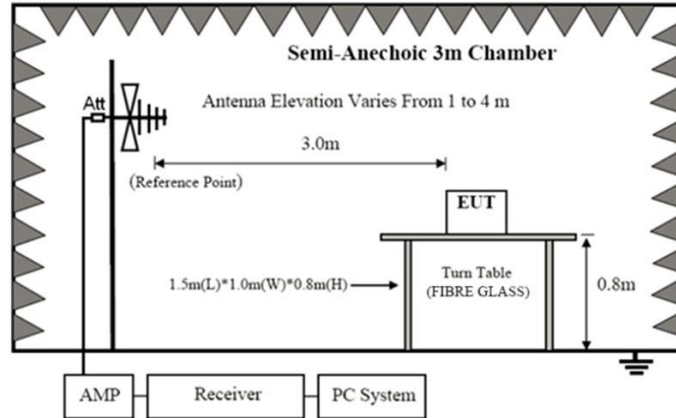 Semi-Anechoic 3m Chamber
Att
Antenna Elevation Varies From 1 to 4 m
3.0m
(Reference Point)
EUT
1.5m(L)*1.0m(W)*0.8m(H)
Turn Table
(FIBRE GLASS)
0.8m
AMP
Receiver
PC System